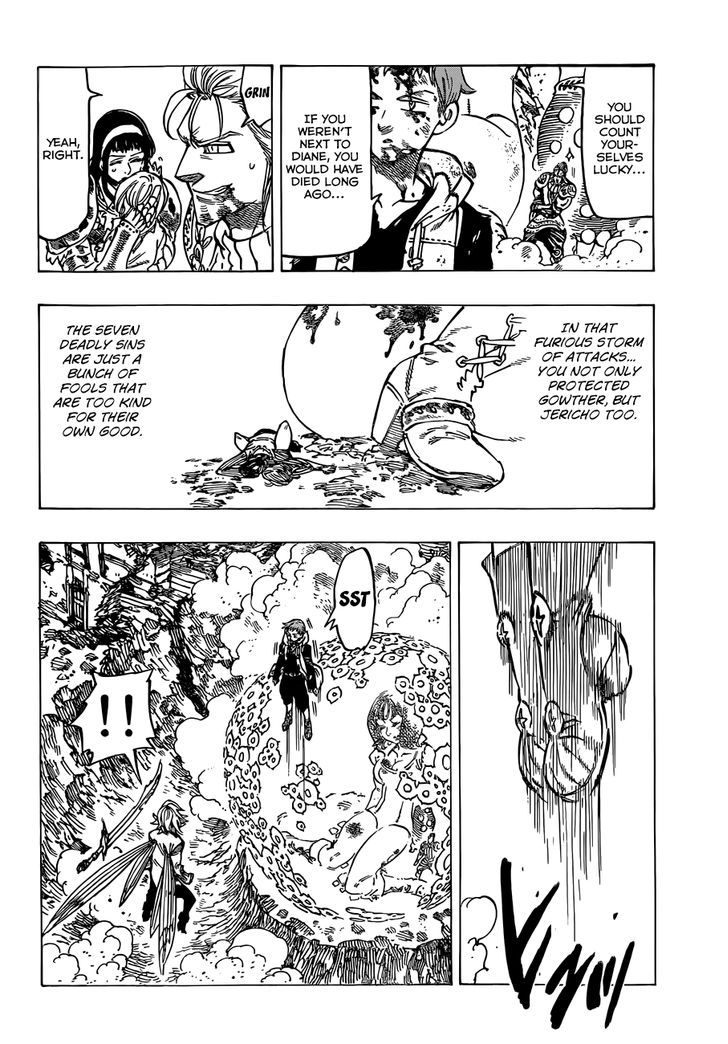 YOU
SHOULD
COUNT
YOUR-
SELVES
LUCKY...
IF YOU
WEREN'T
NEXT TO
DIANE, YOU
WOULD HAVE
DIED LONG
AGO...
GRIN
YEAH,
RIGHT.
IN THAT
FURIOUS STORM
OF ATTACKS...
YOU NOT ONLY
PROTECTED
GOWTHER, BUT
JERICHO TOO.
THE SEVEN
DEADLY SINS
ARE JUST A
BUNCH OF
FOOLS THAT
ARE TOO KIND
FOR THEIR
OWN GOOD.
SST
!!